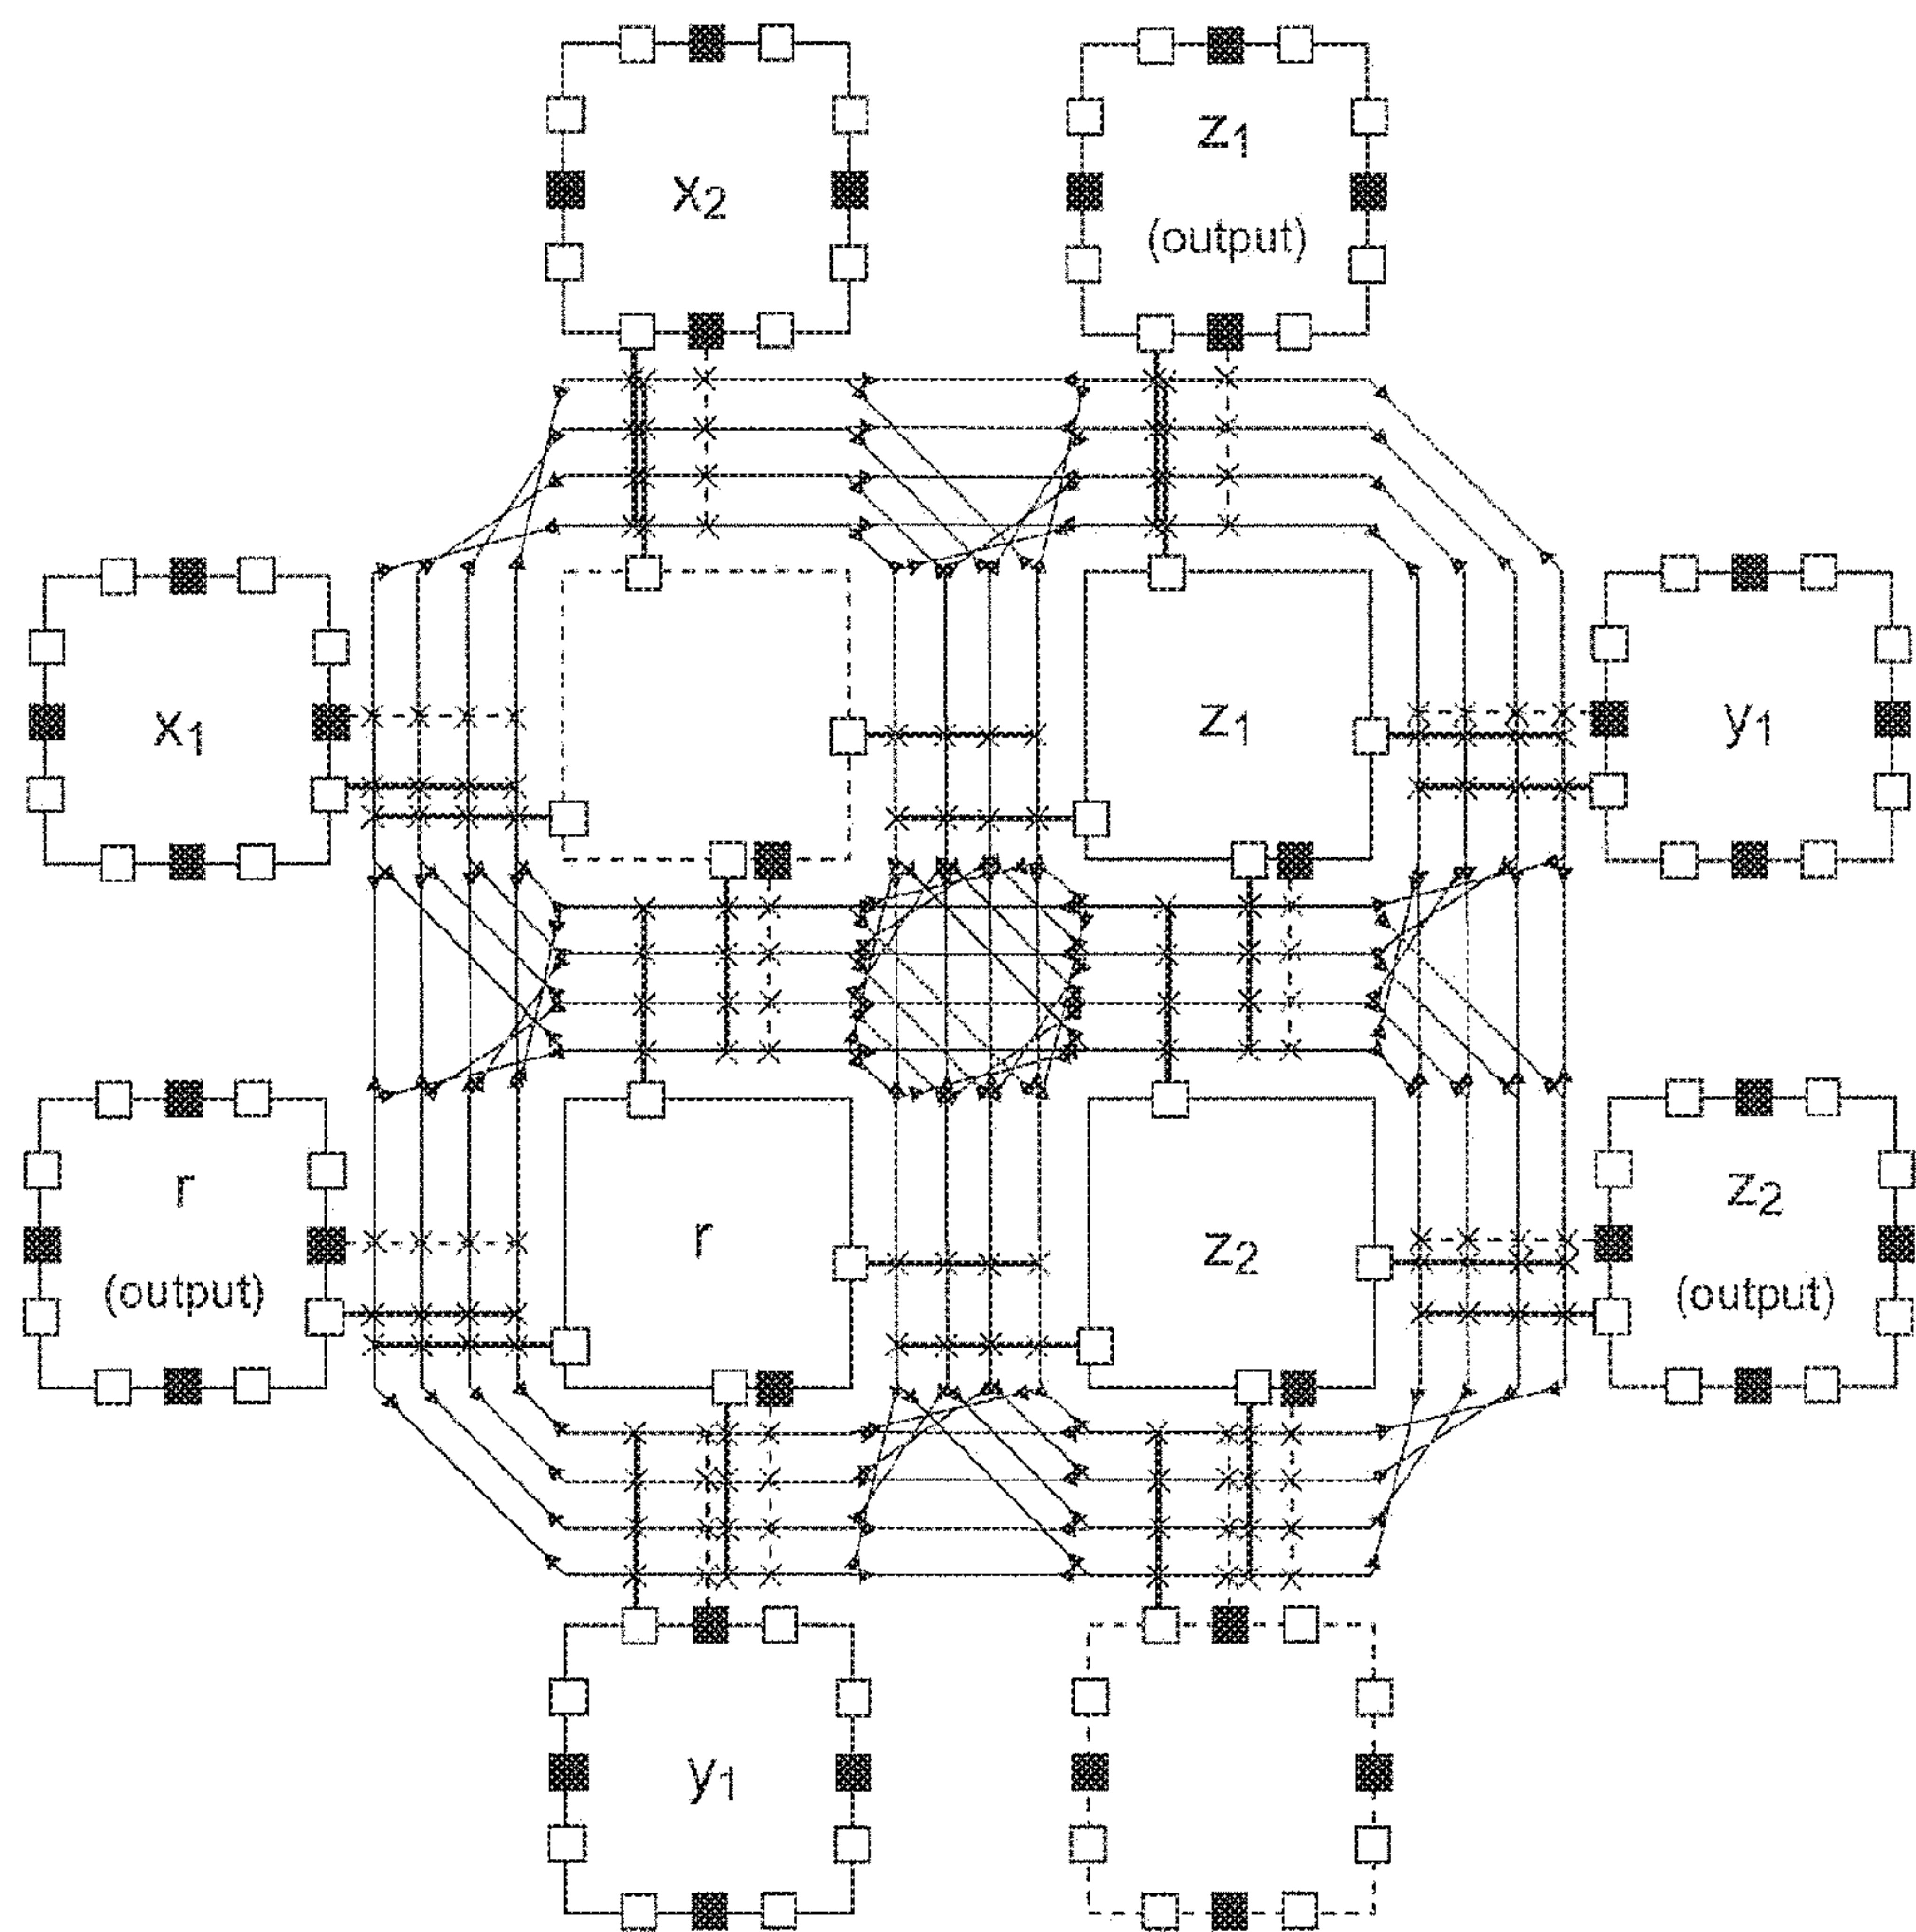 x₂
z₁
(output)
x₁
z₁
y₁
r
(output)
r
z₂
z₂
(output)
y₁